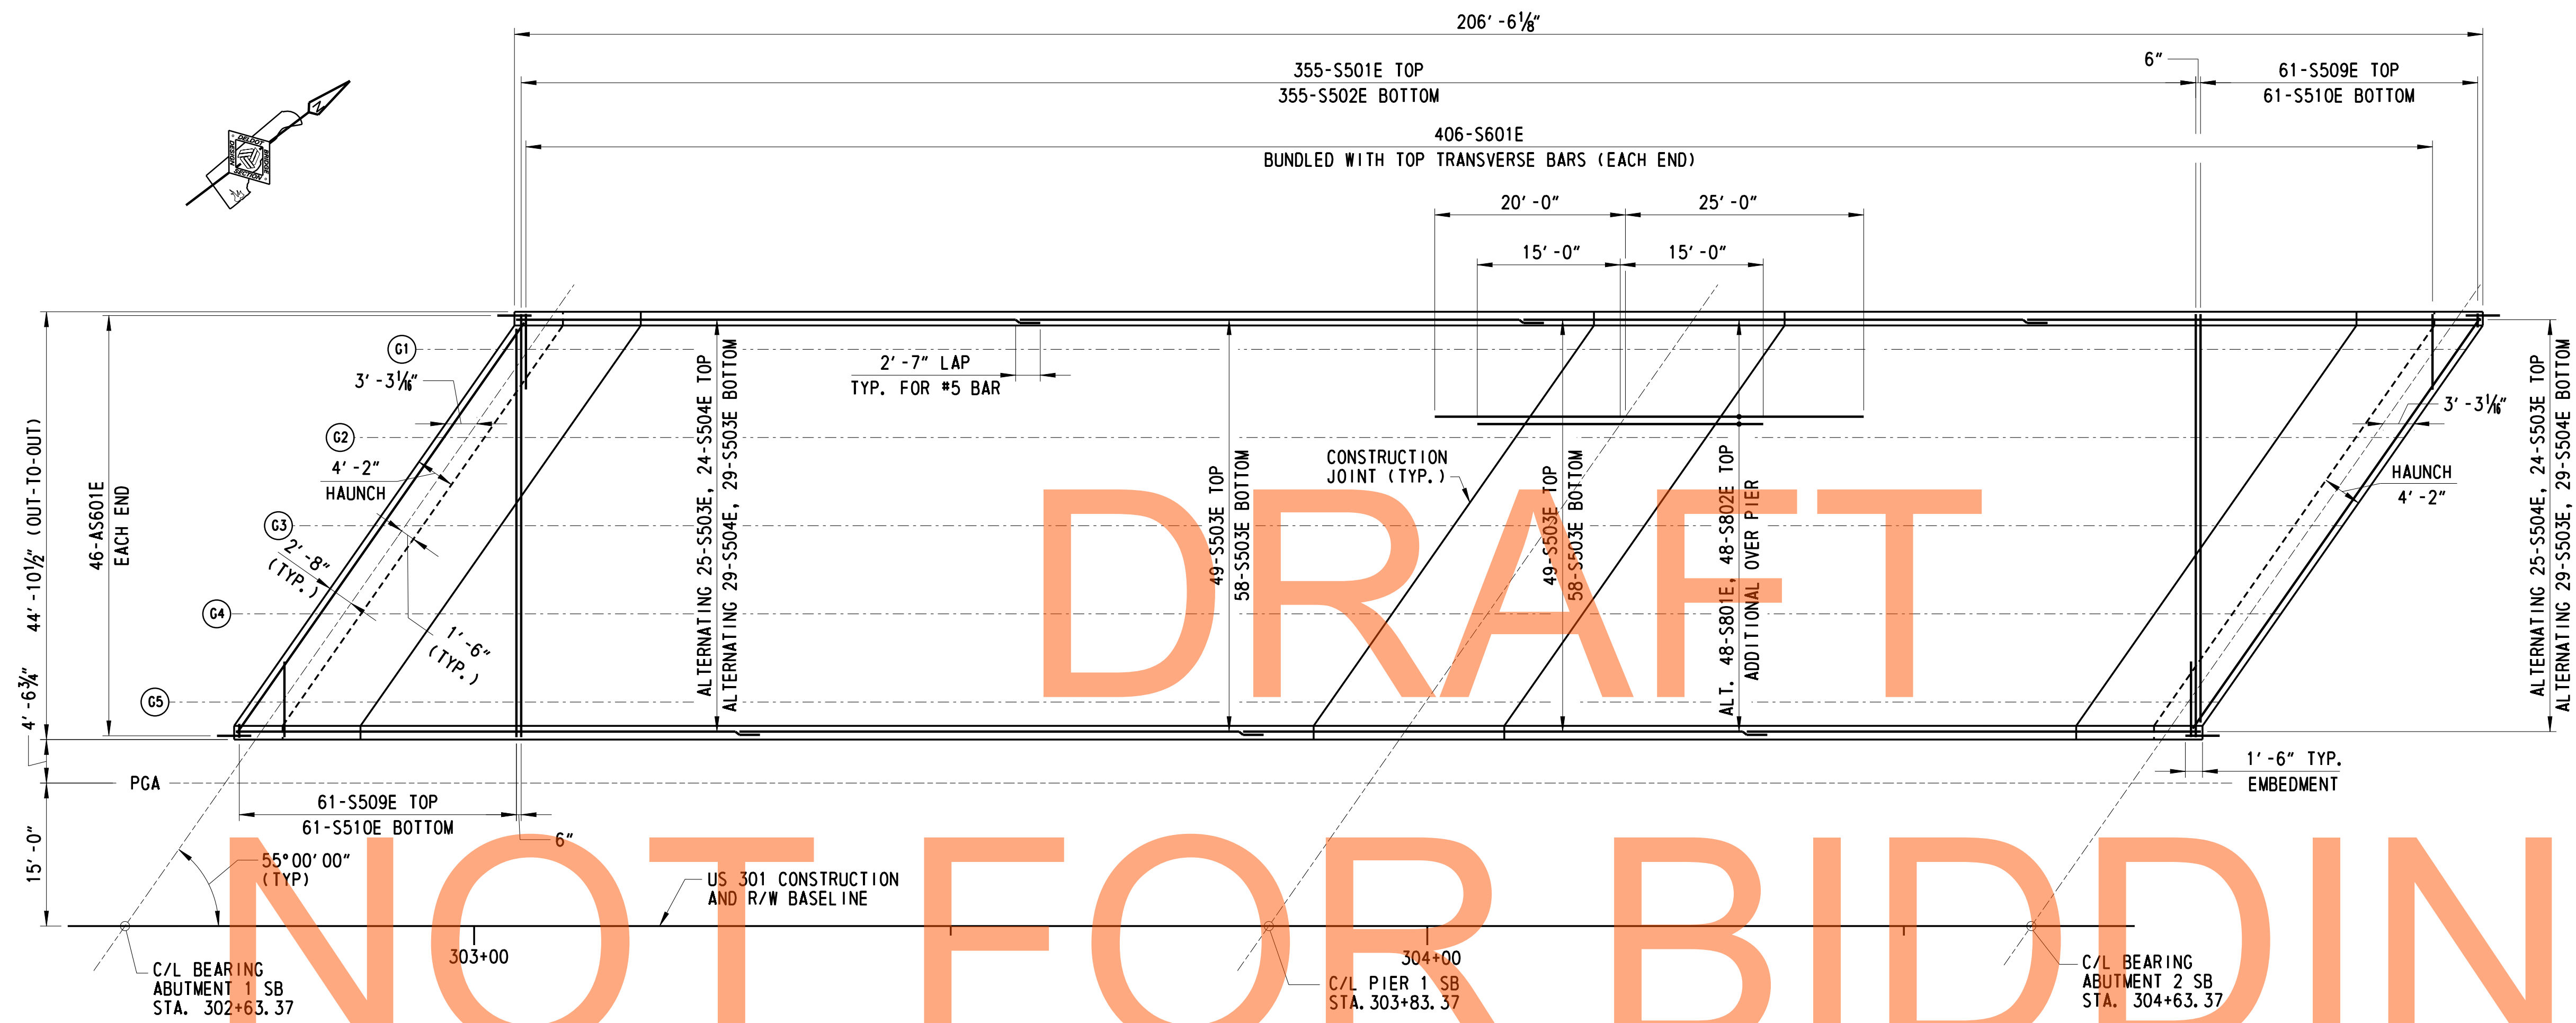 206'-6⅛"
355-S501E TOP
355-S502E BOTTOM
6"
61-S509E TOP
61-S510E BOTTOM
406-S601E
BUNDLED WITH TOP TRANSVERSE BARS (EACH END)
DELDOT
BRIDGE
DESIGN
SECTION
N
20'-0"
25'-0"
15'-0"
15'-0"
G1
3'-3¹⁄₁₆"
G2
4'-2"
HAUNCH
G3
2'-8"
(TYP.)
G4
1'-6"
(TYP.)
G5
44'-10½" (OUT-TO-OUT)
46-AS601E
EACH END
4'-6¾"
15'-0"
2'-7" LAP
TYP. FOR #5 BAR
ALTERNATING 25-S503E, 24-S504E TOP
ALTERNATING 29-S504E, 29-S503E BOTTOM
49-S503E TOP
58-S503E BOTTOM
CONSTRUCTION
JOINT (TYP.)
49-S503E TOP
58-S503E BOTTOM
ALT. 48-S801E, 48-S802E TOP
ADDITIONAL OVER PIER
3'-3¹⁄₁₆"
HAUNCH
4'-2"
ALTERNATING 25-S504E, 24-S503E TOP
ALTERNATING 29-S503E, 29-S504E BOTTOM
DRAFT
PGA
1'-6" TYP.
EMBEDMENT
61-S509E TOP
61-S510E BOTTOM
6"
55°00'00"
(TYP)
US 301 CONSTRUCTION
AND R/W BASELINE
NOT FOR BIDDIN
303+00
304+00
C/L BEARING
ABUTMENT 1 SB
STA. 302+63.37
C/L PIER 1 SB
STA. 303+83.37
C/L BEARING
ABUTMENT 2 SB
STA. 304+63.37